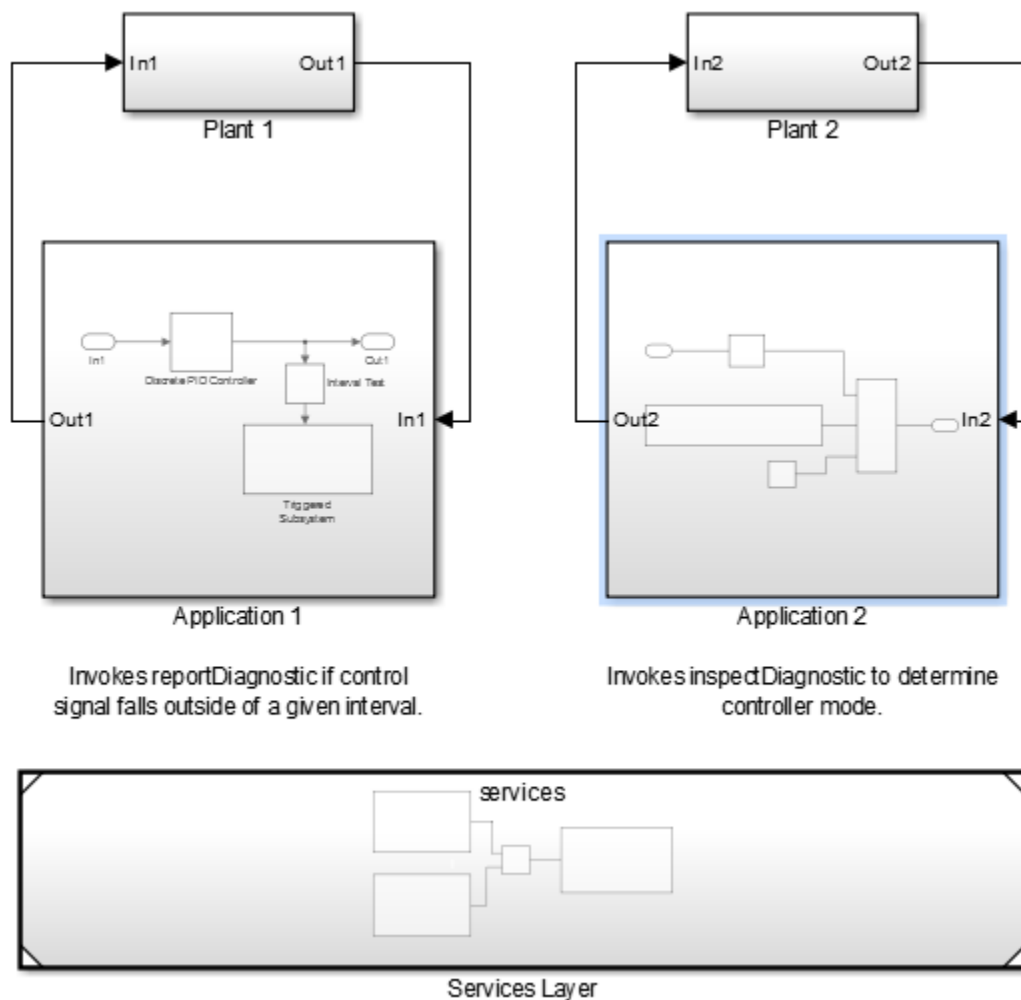 In1
Out1
Plant 1
In2
Out2
Plant 2
In1
Discrete PID Controller
Out1
Interval Test
Triggered
Subsystem
Out1
In1
Application 1
Out2
In2
Application 2
Invokes reportDiagnostic if control
signal falls outside of a given interval.
Invokes inspectDiagnostic to determine
controller mode.
services
Services Layer